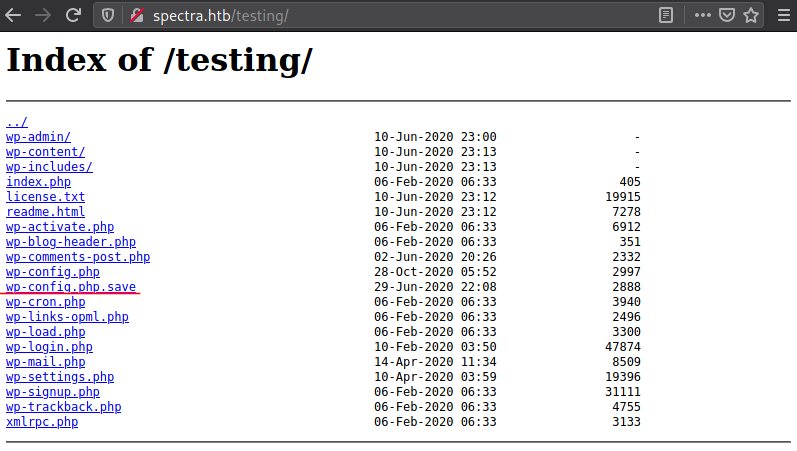 spectra.htb/testing/
Index of /testing/
../
wp-admin/ 10-Jun-2020 23:00 -
wp-content/ 10-Jun-2020 23:13 -
wp-includes/ 10-Jun-2020 23:13 -
index.php 06-Feb-2020 06:33 405
license.txt 10-Jun-2020 23:12 19915
readme.html 10-Jun-2020 23:12 7278
wp-activate.php 06-Feb-2020 06:33 6912
wp-blog-header.php 06-Feb-2020 06:33 351
wp-comments-post.php 02-Jun-2020 20:26 2332
wp-config.php 28-Oct-2020 05:52 2997
wp-config.php.save 29-Jun-2020 22:08 2888
wp-cron.php 06-Feb-2020 06:33 3940
wp-links-opml.php 06-Feb-2020 06:33 2496
wp-load.php 06-Feb-2020 06:33 3300
wp-login.php 10-Feb-2020 03:50 47874
wp-mail.php 14-Apr-2020 11:34 8509
wp-settings.php 10-Apr-2020 03:59 19396
wp-signup.php 06-Feb-2020 06:33 31111
wp-trackback.php 06-Feb-2020 06:33 4755
xmlrpc.php 06-Feb-2020 06:33 3133